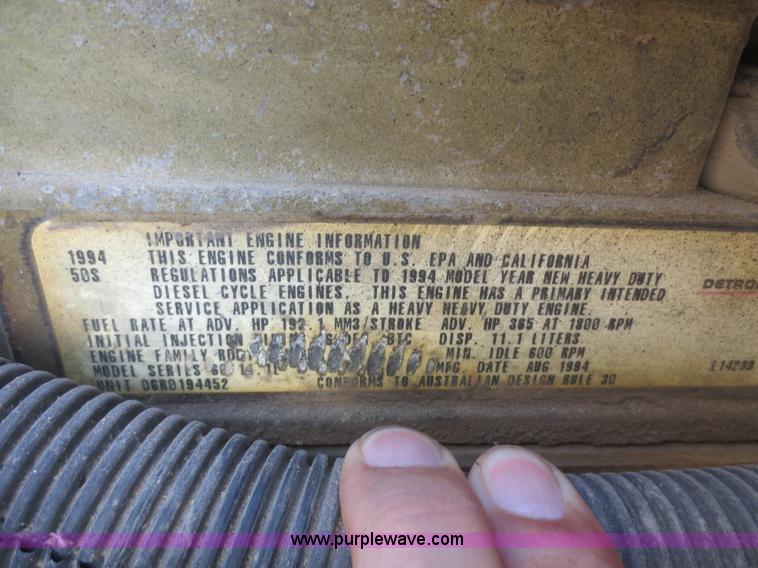 IMPORTANT ENGINE INFORMATION
1994 THIS ENGINE CONFORMS TO U.S. EPA AND CALIFORNIA
50S REGULATIONS APPLICABLE TO 1994 MODEL YEAR NEW HEAVY DUTY
DIESEL CYCLE ENGINES. THIS ENGINE HAS A PRIMARY INTENDED
SERVICE APPLICATION AS A HEAVY HEAVY DUTY ENGINE.
FUEL RATE AT ADV. HP 192.1 MM3/STROKE ADV. HP 365 AT 1800 RPM
INITIAL INJECTION BTC DISP. 11.1 LITERS
ENGINE FAMILY MIN. IDLE 600 RPM
MODEL SERIES 60 MFG. DATE AUG 1994
UNIT 06R0194452 CONFORMS TO AUSTRALIAN DESIGN RULE 30
www.purplewave.com